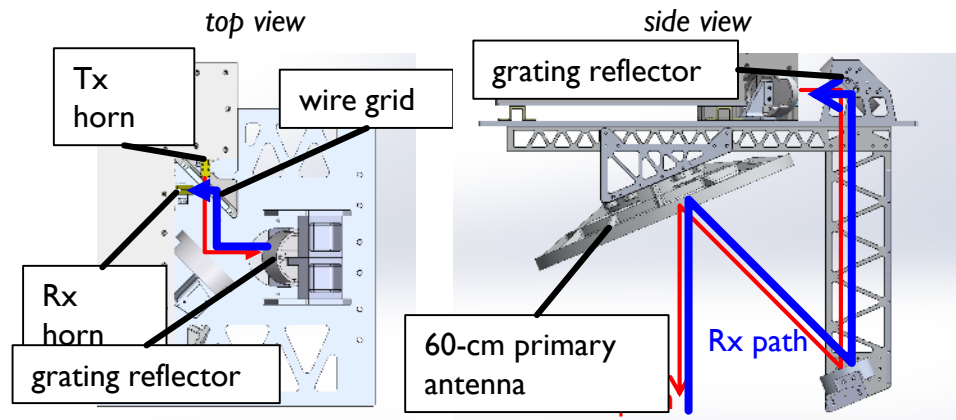 top view
side view
Tx
horn
wire grid
grating reflector
Rx
horn
grating reflector
60-cm primary
antenna
Rx path